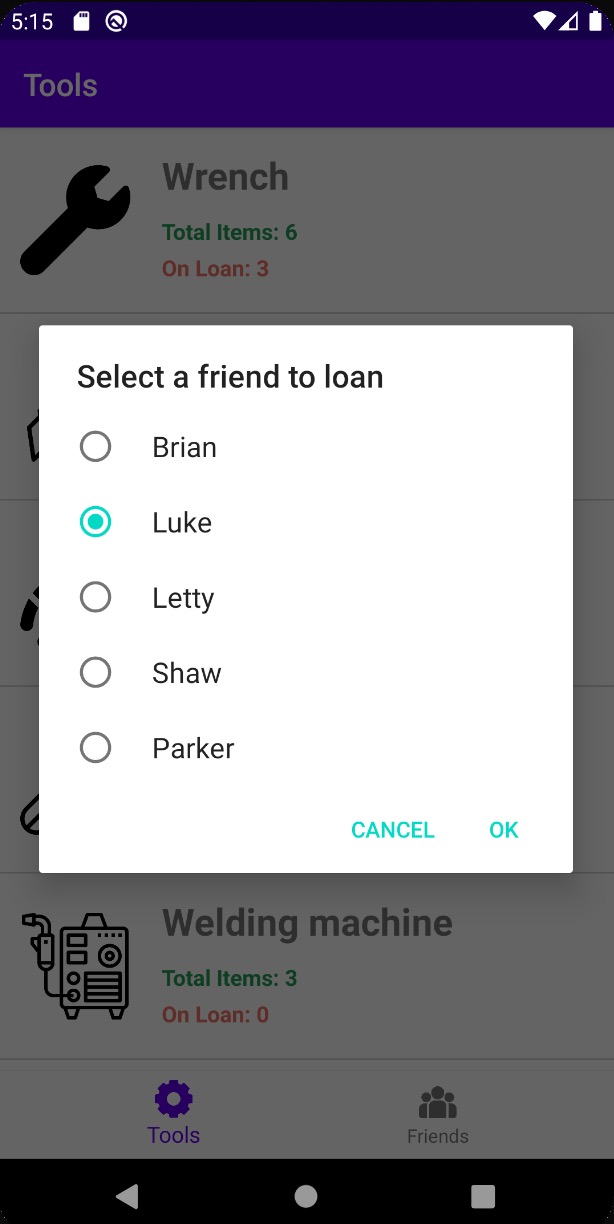 5:15
Tools
Wrench
Total Items: 6
On Loan: 3
Select a friend to loan
Brian
Luke
Letty
Shaw
Parker
CANCEL OK
Welding machine
Total Items: 3
On Loan: 0
Tools Friends